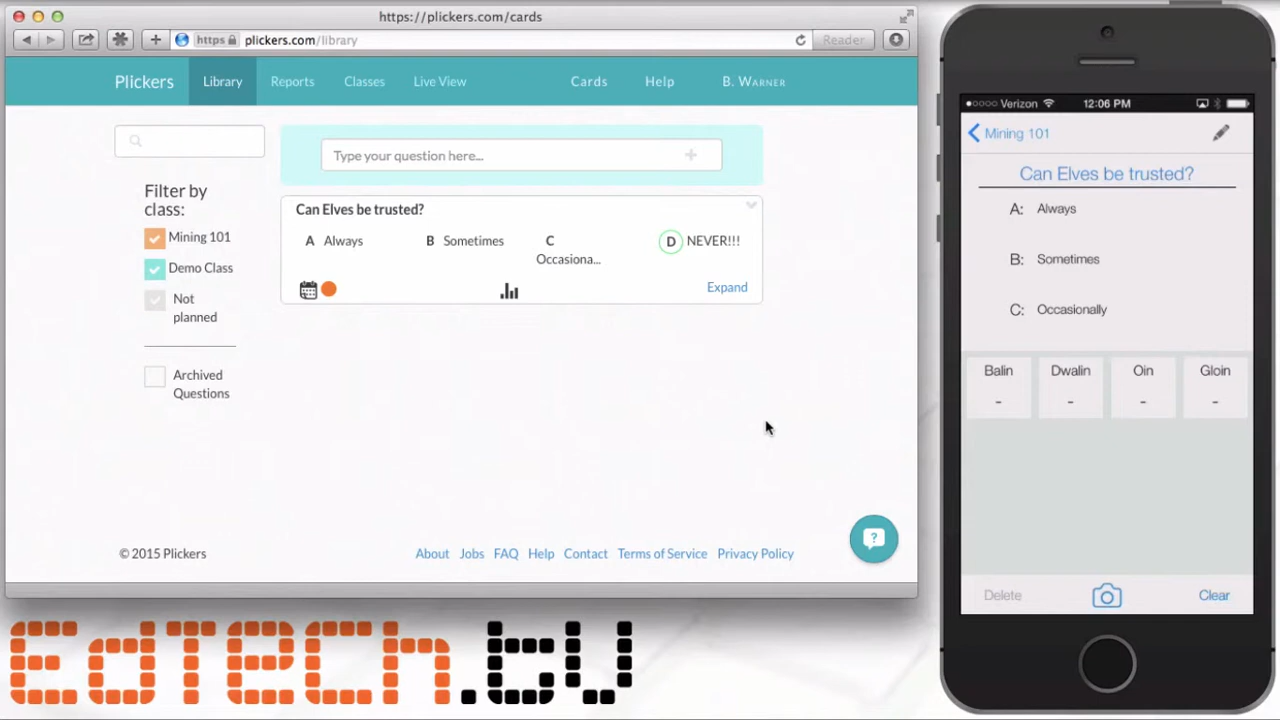 https://plickers.com/cards
https plickers.com/library
Reader
Plickers Library Reports Classes Live View Cards Help B. WARNER
Type your question here...
Filter by
class:
Mining 101
Demo Class
Not
planned
Archived
Questions
Can Elves be trusted?
A Always
B Sometimes
C
Occasiona...
D NEVER!!!
Expand
© 2015 Plickers
About Jobs FAQ Help Contact Terms of Service Privacy Policy
EdTech.tv
Verizon 12:06 PM
Mining 101
Can Elves be trusted?
A: Always
B: Sometimes
C: Occasionally
Balin Dwalin Oin Gloin
- - - -
Delete Clear